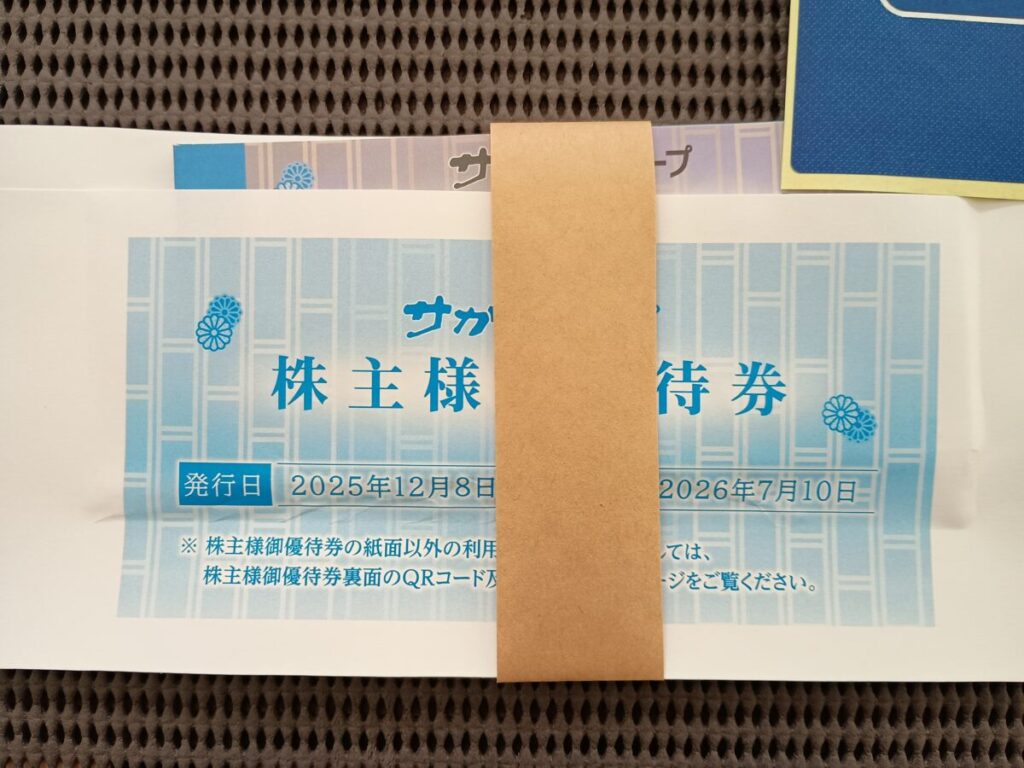 サ ープ
サカ
株主様 待券
発行日 2025年12月8日 2026年7月10日
※ 株主様御優待券の紙面以外の利用 しては、
株主様御優待券裏面のQRコード及 ージをご覧ください。